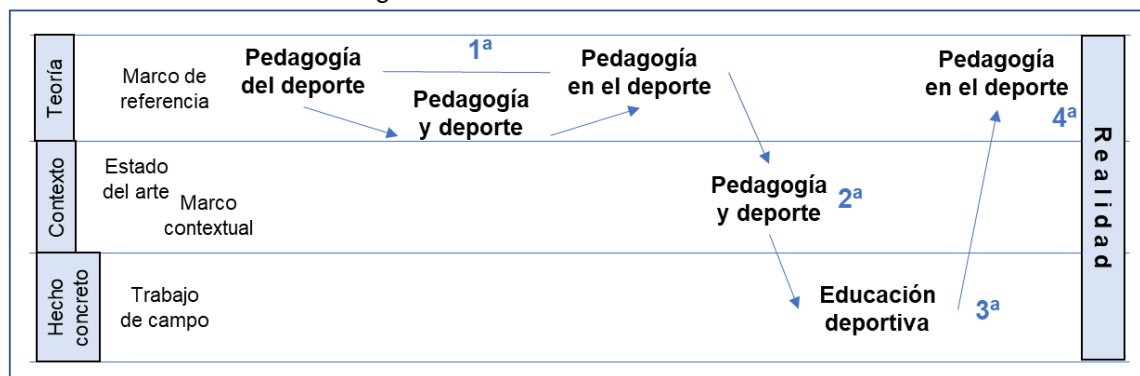 Teoría
Marco de
referencia
Pedagogía
del deporte
1ª
Pedagogía
y deporte
Pedagogía
en el deporte
Pedagogía
en el deporte
4ª
Contexto
Estado
del arte
Marco
contextual
Pedagogía
y deporte
2ª
Hecho
concreto
Trabajo
de campo
Educación
deportiva
3ª
Realidad